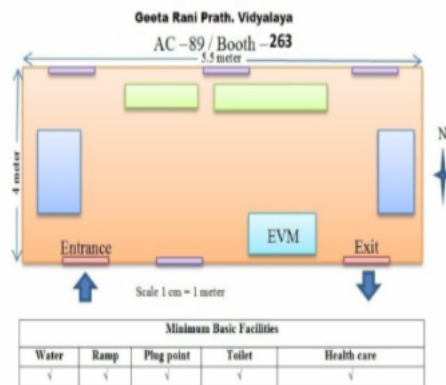 Geeta Rani Prath. Vidyalaya
AC – 89 / Booth – 263
5.5 meter
4 meter
N
EVM
Entrance
Exit
Scale 1 cm = 1 meter
Minimum Basic Facilities
Water Ramp Plug point Toilet Health care
√ √ √ √ √